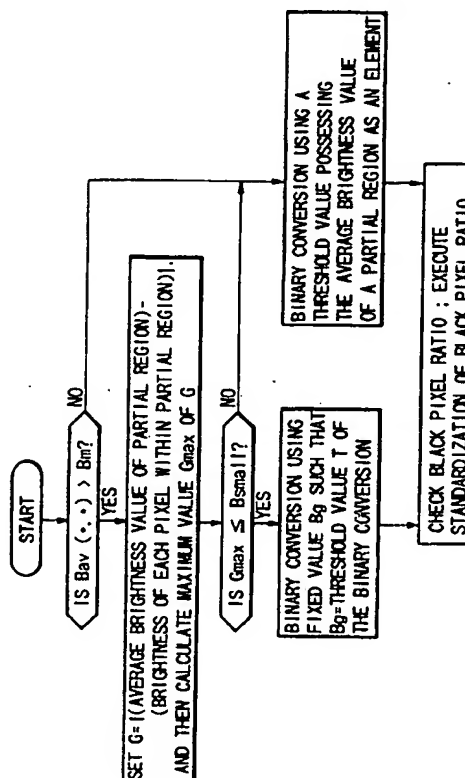 START
IS Bav (*, *) > Bm?
NO
YES
SET G=|(AVERAGE BRIGHTNESS VALUE OF PARTIAL REGION)-
(BRIGHTNESS OF EACH PIXEL WITHIN PARTIAL REGION)|.
AND THEN CALCULATE MAXIMUM VALUE Gmax OF G
IS Gmax ≤ Bsmall?
NO
YES
BINARY CONVERSION USING
FIXED VALUE Bg SUCH THAT
Bg=THRESHOLD VALUE T OF
THE BINARY CONVERSION
BINARY CONVERSION USING A
THRESHOLD VALUE POSSESSING
THE AVERAGE BRIGHTNESS VALUE
OF A PARTIAL REGION AS AN ELEMENT
CHECK BLACK PIXEL RATIO ; EXECUTE
STANDARDIZATION OF BLACK PIXEL RATIO